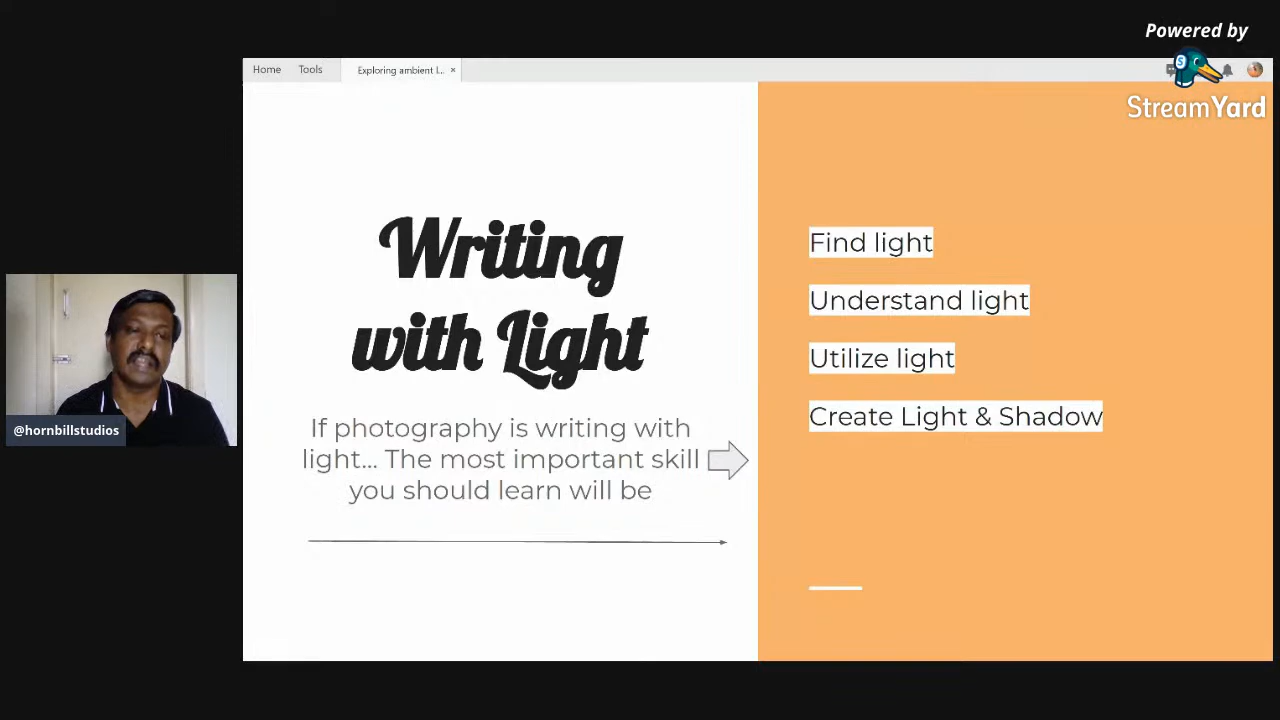 Powered by
StreamYard
Home Tools Exploring ambient l... ×
Writing
with Light
If photography is writing with
light... The most important skill
you should learn will be
Find light
Understand light
Utilize light
Create Light & Shadow
@hornbillstudios